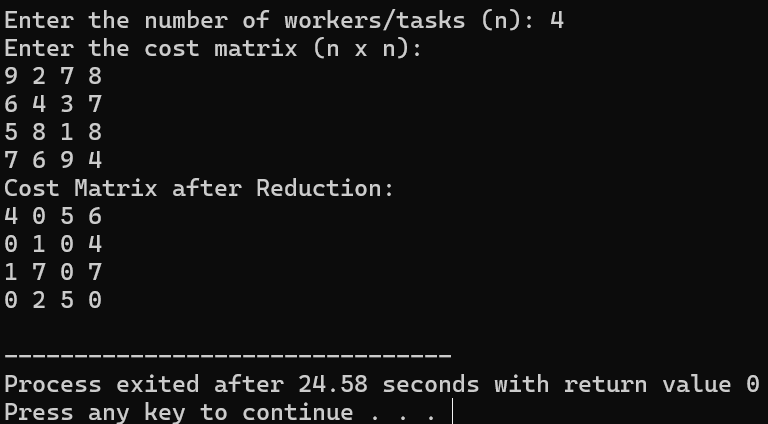 Enter the number of workers/tasks (n): 4
Enter the cost matrix (n x n):
9 2 7 8
6 4 3 7
5 8 1 8
7 6 9 4
Cost Matrix after Reduction:
4 0 5 6
0 1 0 4
1 7 0 7
0 2 5 0
--------------------------------
Process exited after 24.58 seconds with return value 0
Press any key to continue . . .